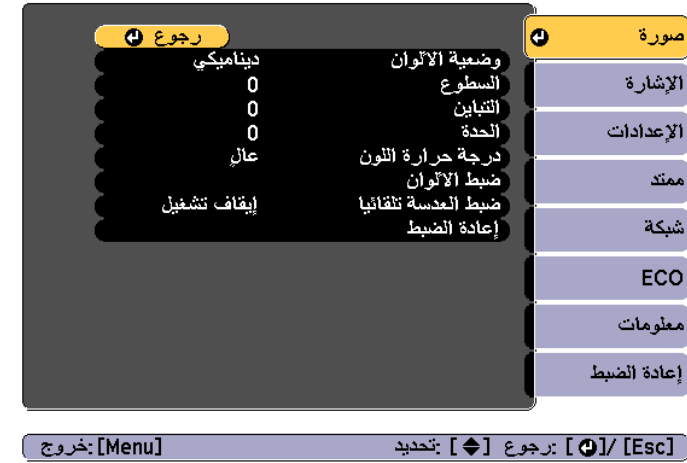 صورة
الإشارة
الإعدادات
ممتد
شبكة
ECO
معلومات
إعادة الضبط
رجوع
وضعية الألوان ديناميكي
السطوع 0
التباين 0
الحدة 0
درجة حرارة اللون عالٍ
ضبط الألوان
ضبط العدسة تلقائيا إيقاف تشغيل
إعادة الضبط
[Esc] /[ ] :رجوع [ ] :تحديد [Menu] :خروج